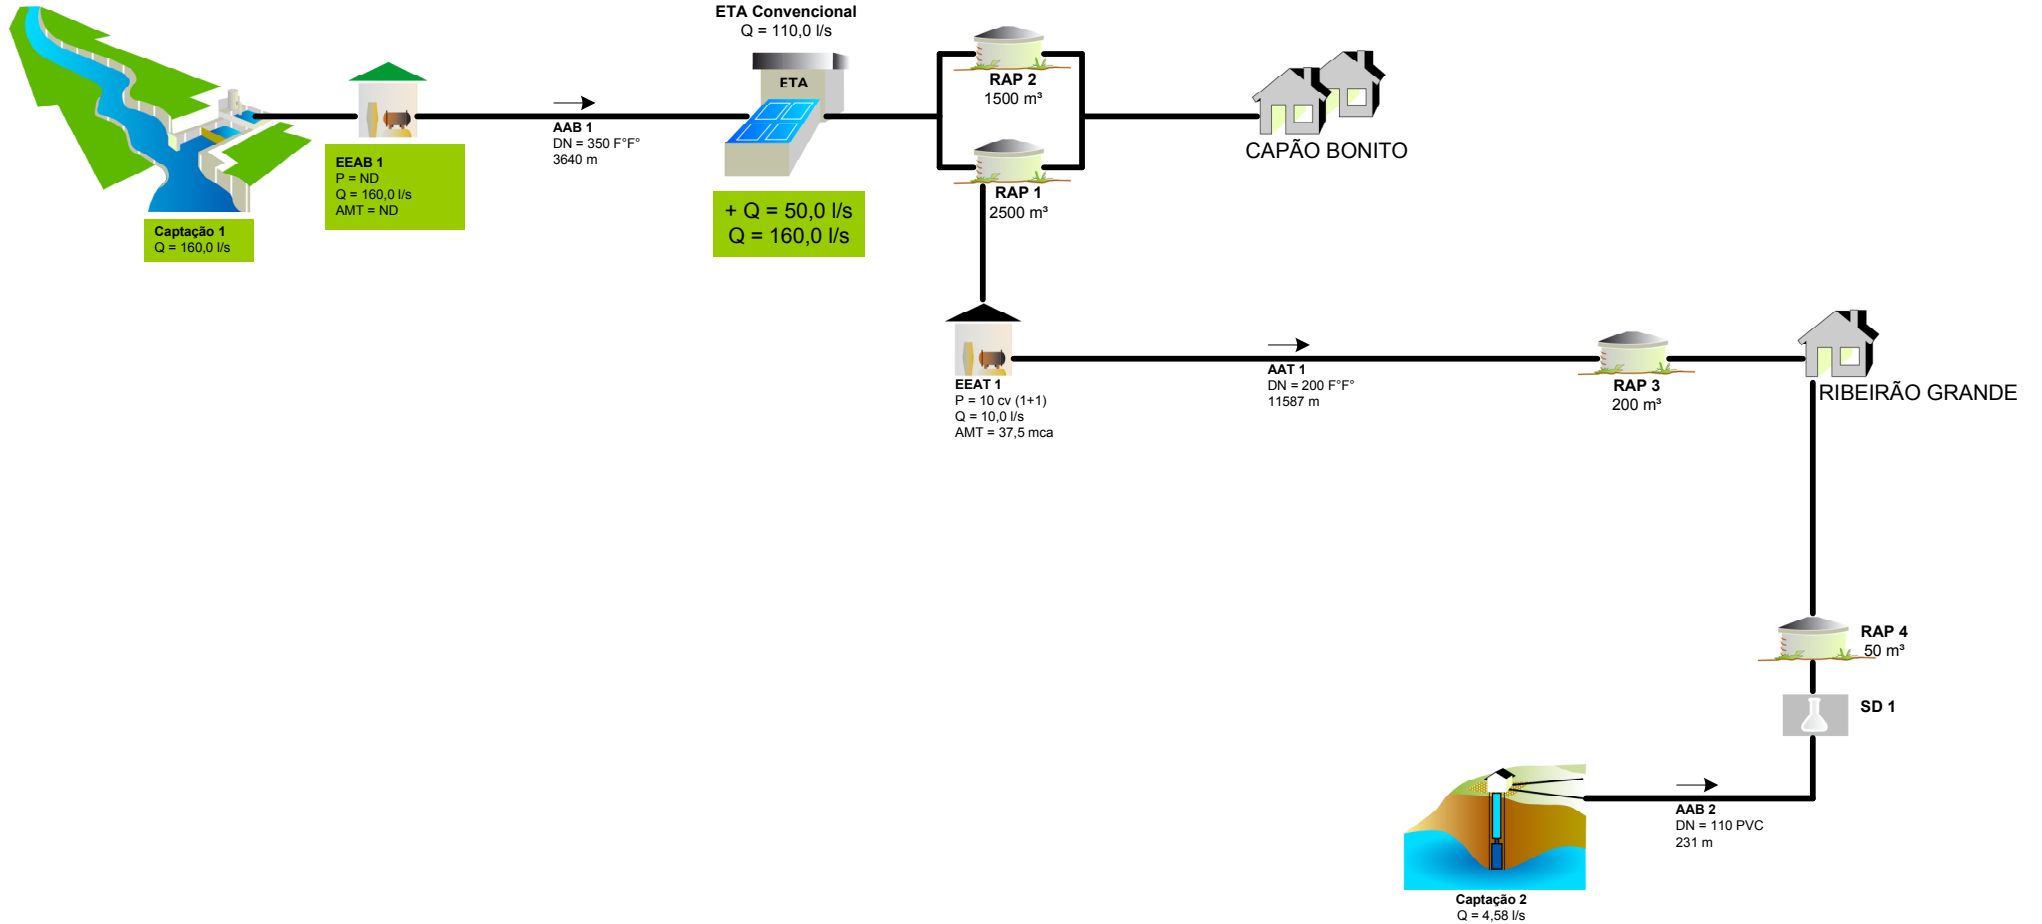 ETA Convencional
Q = 110,0 l/s
ETA
RAP 2
1500 m³
AAB 1
DN = 350 F°F°
3640 m
CAPÃO BONITO
EEAB 1
P = ND
Q = 160,0 l/s
AMT = ND
RAP 1
2500 m³
+ Q = 50,0 l/s
Q = 160,0 l/s
Captação 1
Q = 160,0 l/s
EEAT 1
P = 10 cv (1+1)
Q = 10,0 l/s
AMT = 37,5 mca
AAT 1
DN = 200 F°F°
11587 m
RAP 3
200 m³
RIBEIRÃO GRANDE
RAP 4
50 m³
SD 1
AAB 2
DN = 110 PVC
231 m
Captação 2
Q = 4,58 l/s